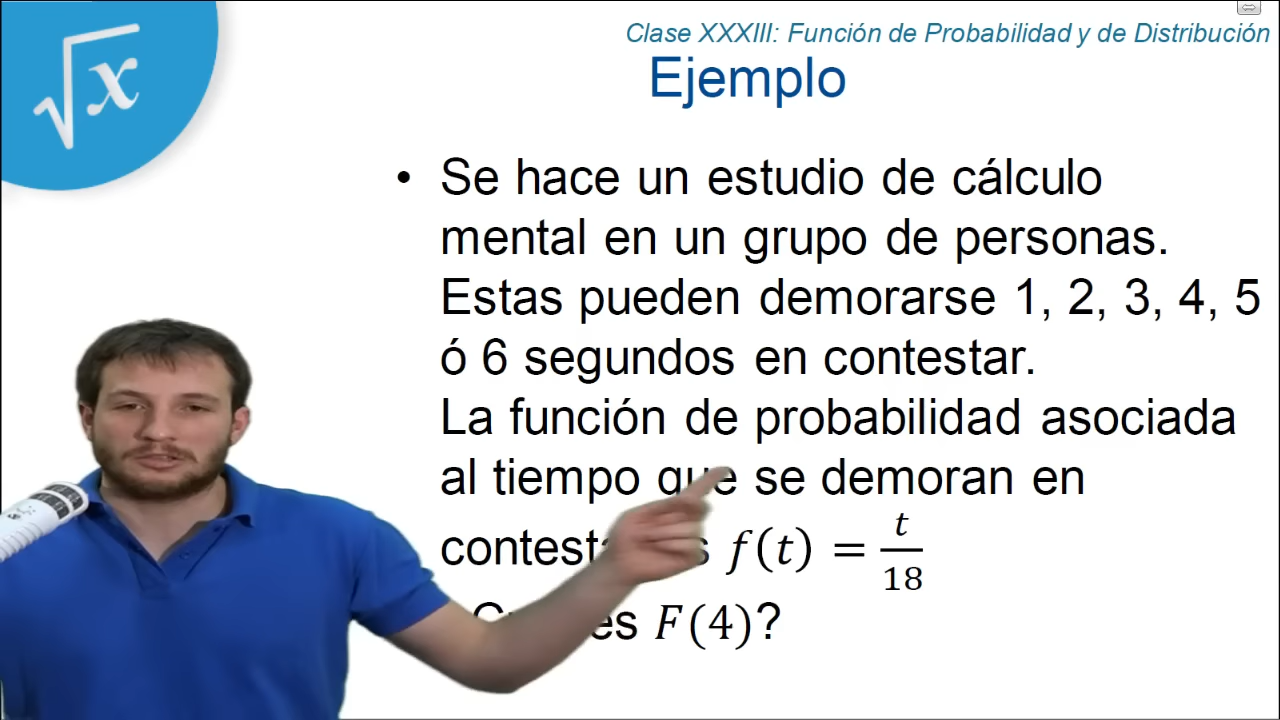 Clase XXXIII: Función de Probabilidad y de Distribución
√x
Ejemplo
• Se hace un estudio de cálculo
mental en un grupo de personas.
Estas pueden demorarse 1, 2, 3, 4, 5
ó 6 segundos en contestar.
La función de probabilidad asociada
al tiempo que se demoran en
f(t) = t/18
es F(4)?